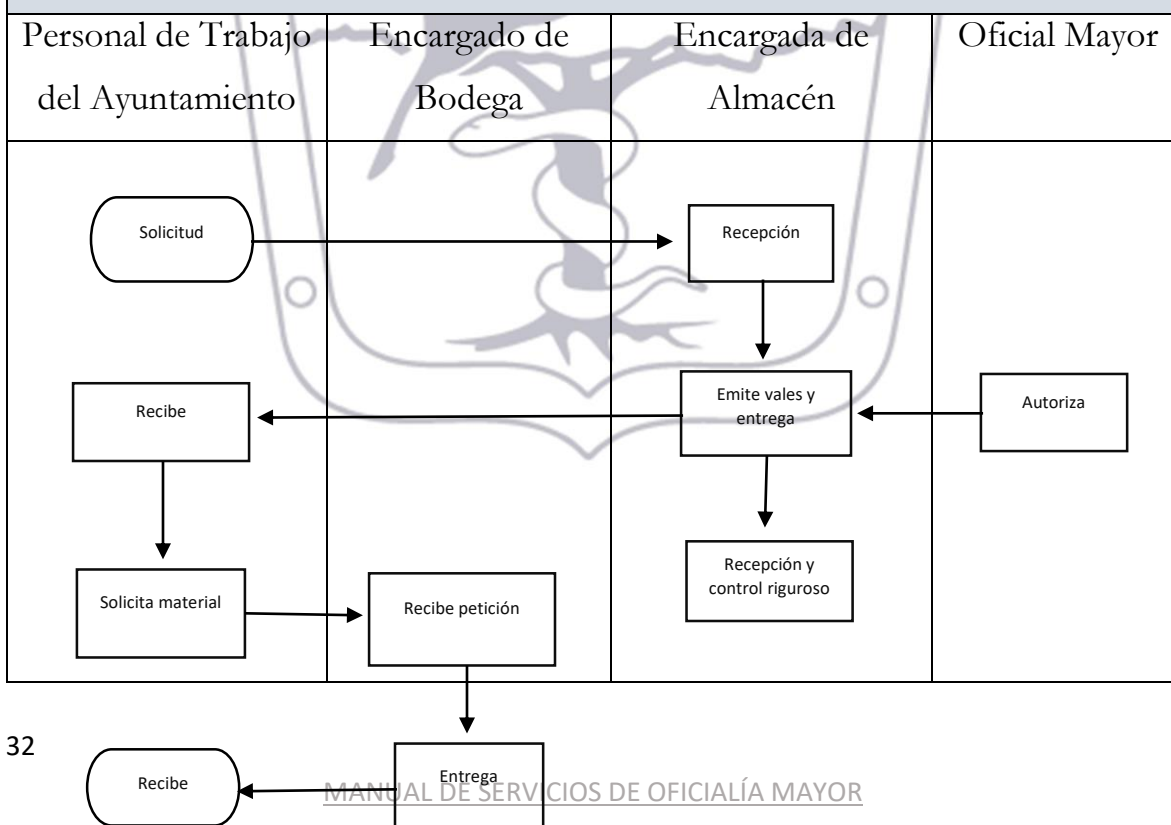 Personal de Trabajo
del Ayuntamiento
Encargado de
Bodega
Encargada de
Almacén
Oficial Mayor
Solicitud
Recepción
Recibe
Emite vales y
entrega
Autoriza
Solicita material
Recibe petición
Recepción y
control riguroso
32
Recibe
Entrega
MANUAL DE SERVICIOS DE OFICIALÍA MAYOR